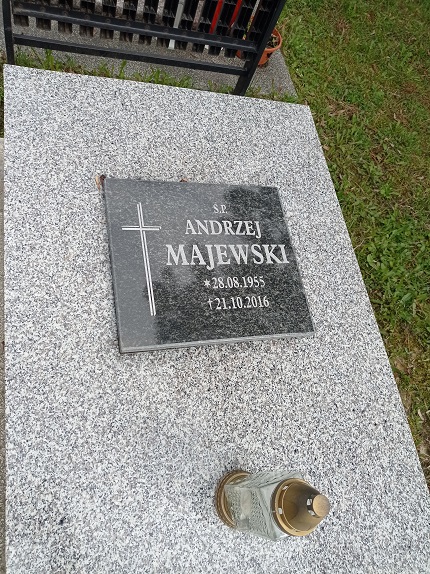 Ś.P.
ANDRZEJ
MAJEWSKI
*28.08.1955
†21.10.2016